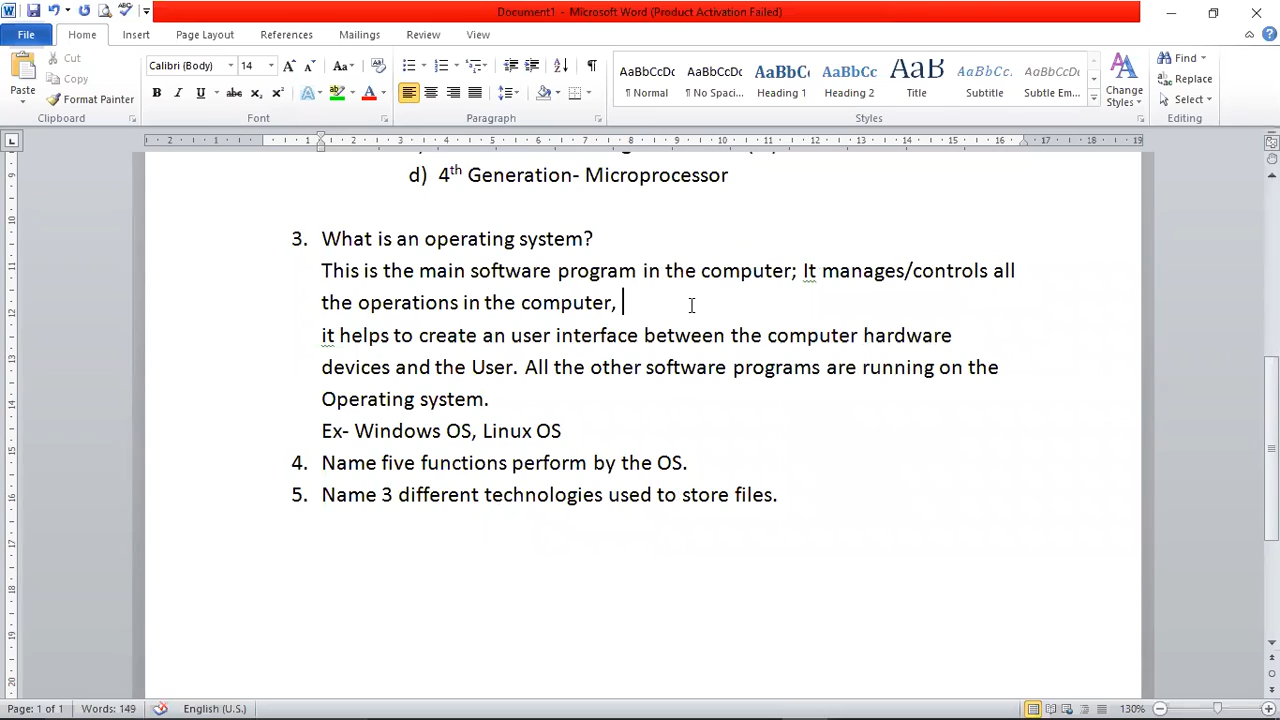 Document1 - Microsoft Word (Product Activation Failed)
File Home Insert Page Layout References Mailings Review View
Paste
Cut
Copy
Format Painter
Clipboard
Calibri (Body) 14
Font
Paragraph
AaBbCcDc AaBbCcDc AaBbCc AaBbCc AaB AaBbCcDc AaBbCcDc
¶ Normal ¶ No Spaci... Heading 1 Heading 2 Title Subtitle Subtle Em...
Change Styles
Styles
Find
Replace
Select
Editing
d) 4th Generation- Microprocessor
3. What is an operating system?
This is the main software program in the computer; It manages/controls all
the operations in the computer,
it helps to create an user interface between the computer hardware
devices and the User. All the other software programs are running on the
Operating system.
Ex- Windows OS, Linux OS
4. Name five functions perform by the OS.
5. Name 3 different technologies used to store files.
Page: 1 of 1 Words: 149 English (U.S.) 130%